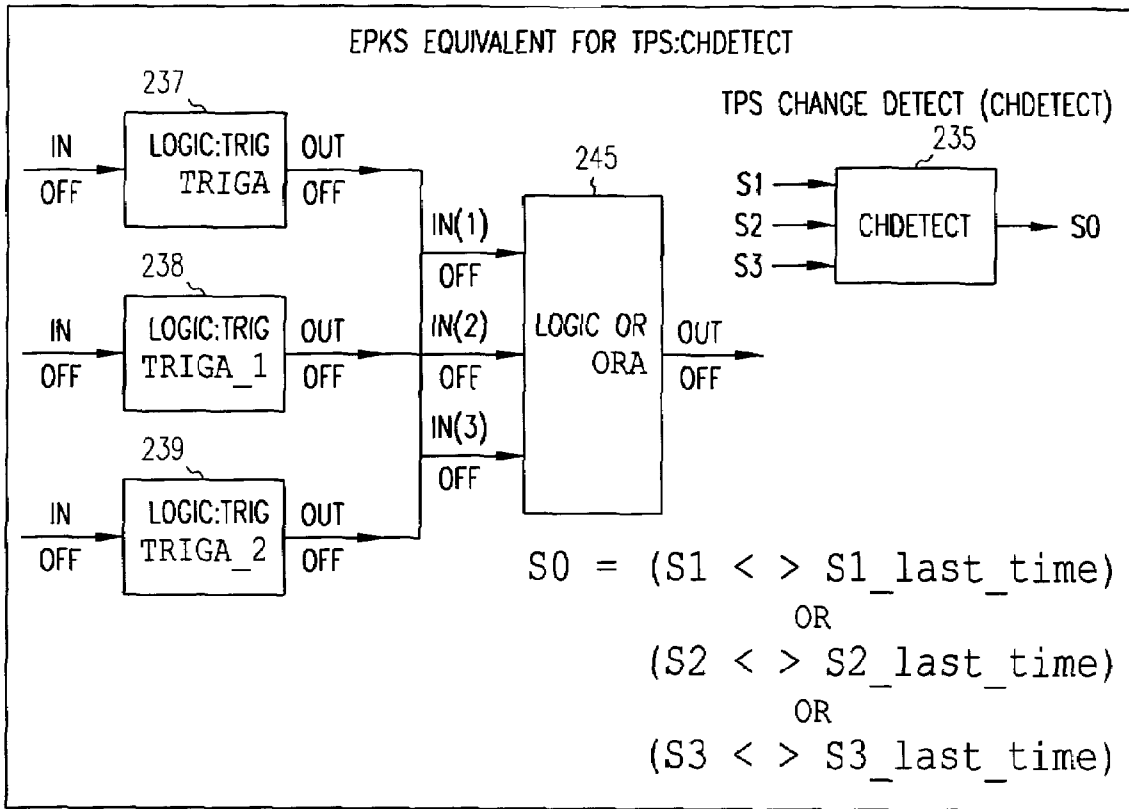 EPKS EQUIVALENT FOR TPS:CHDETECT
237
IN
OFF
LOGIC:TRIG
TRIGA
OUT
OFF
238
IN
OFF
LOGIC:TRIG
TRIGA_1
OUT
OFF
239
IN
OFF
LOGIC:TRIG
TRIGA_2
OUT
OFF
IN(1)
OFF
IN(2)
OFF
IN(3)
OFF
245
LOGIC OR
ORA
OUT
OFF
TPS CHANGE DETECT (CHDETECT)
235
S1
S2
S3
CHDETECT
S0
S0 = (S1 < > S1_last_time)
OR
(S2 < > S2_last_time)
OR
(S3 < > S3_last_time)